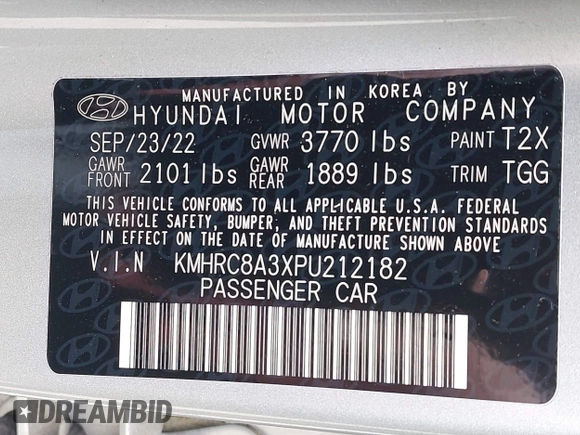 MANUFACTURED IN KOREA BY
HYUNDAI MOTOR COMPANY
SEP/23/22 GVWR 3770 lbs PAINT T2X
GAWR FRONT 2101 lbs GAWR REAR 1889 lbs TRIM TGG
THIS VEHICLE CONFORMS TO ALL APPLICABLE U.S.A. FEDERAL
MOTOR VEHICLE SAFETY, BUMPER, AND THEFT PREVENTION STANDARDS
IN EFFECT ON THE DATE OF MANUFACTURE SHOWN ABOVE
V.I.N KMHRC8A3XPU212182
PASSENGER CAR
DREAMBID